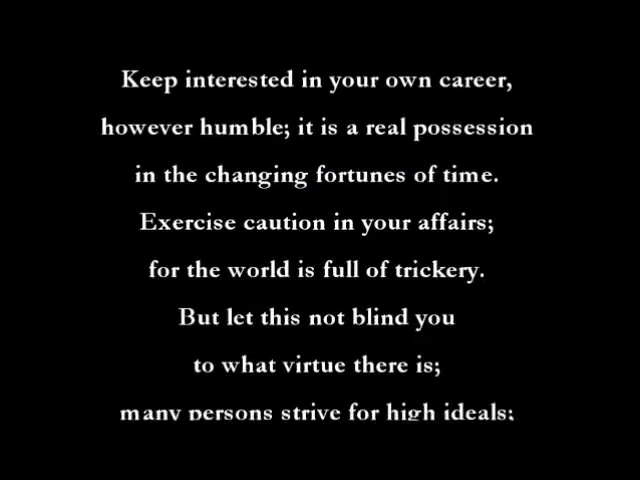 Keep interested in your own career,
however humble; it is a real possession
in the changing fortunes of time.
Exercise caution in your affairs;
for the world is full of trickery.
But let this not blind you
to what virtue there is;
many persons strive for high ideals;